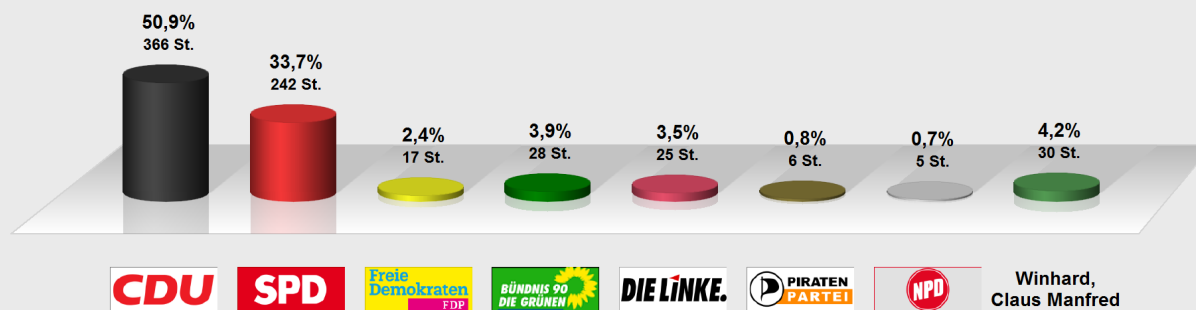 50,9%
366 St.
33,7%
242 St.
2,4%
17 St.
3,9%
28 St.
3,5%
25 St.
0,8%
6 St.
0,7%
5 St.
4,2%
30 St.
CDU
SPD
Freie
Demokraten
FDP
BÜNDNIS 90
DIE GRÜNEN
DIE LINKE.
PIRATEN
PARTEI
NPD
Winhard,
Claus Manfred